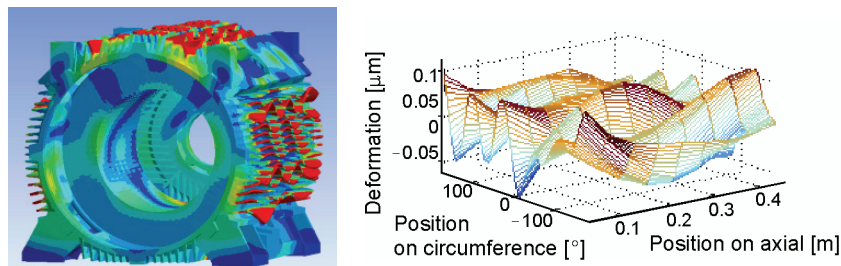 Deformation [μm]
0.1
0.05
0
−0.05
100
0
−100
Position
on circumference [°]
0.1
0.2
0.3
0.4
Position on axial [m]